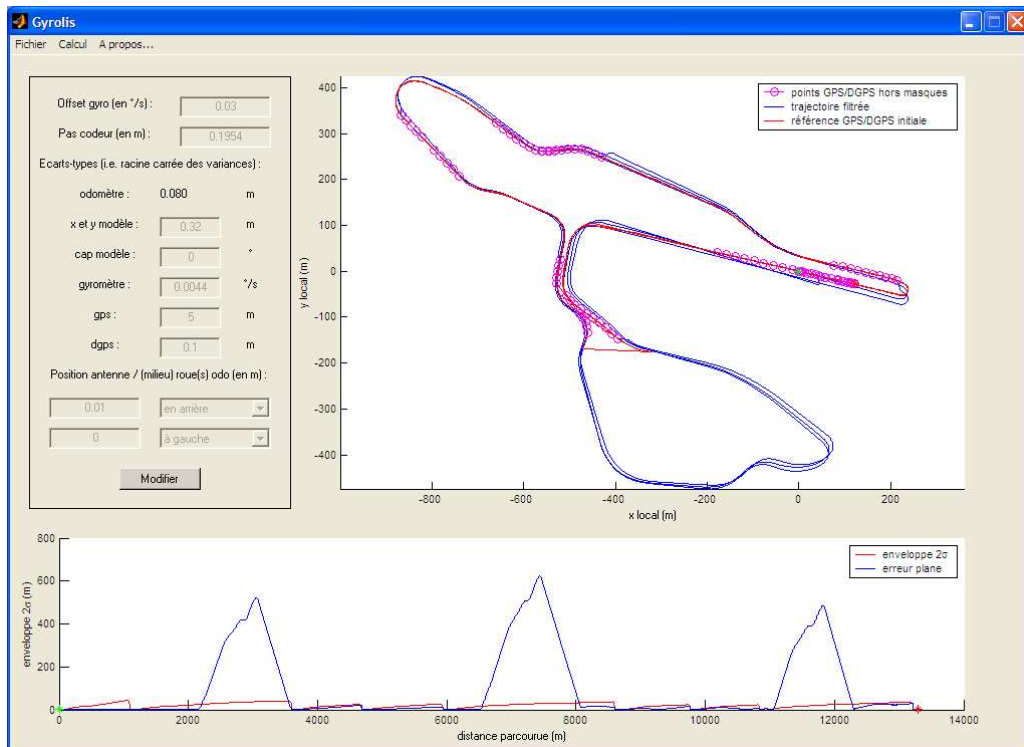 Gyrolis
Fichier Calcul A propos...
Offset gyro (en °/s) : 0.03
Pas codeur (en m) : 0.1954
Ecarts-types (i.e. racine carrée des variances) :
odomètre : 0.080 m
x et y modèle : 0.32 m
cap modèle : 0 °
gyromètre : 0.0044 °/s
gps : 5 m
dgps : 0.1 m
Position antenne / (milieu) roue(s) odo (en m) :
0.01 en arrière
0 à gauche
Modifier
points GPS/DGPS hors masques
trajectoire filtrée
référence GPS/DGPS initiale
400
300
200
100
0
-100
-200
-300
-400
y local (m)
-800 -600 -400 -200 0 200
x local (m)
enveloppe 2σ
erreur plane
800
600
400
200
0
enveloppe 2σ (m)
0 2000 4000 6000 8000 10000 12000 14000
distance parcourue (m)